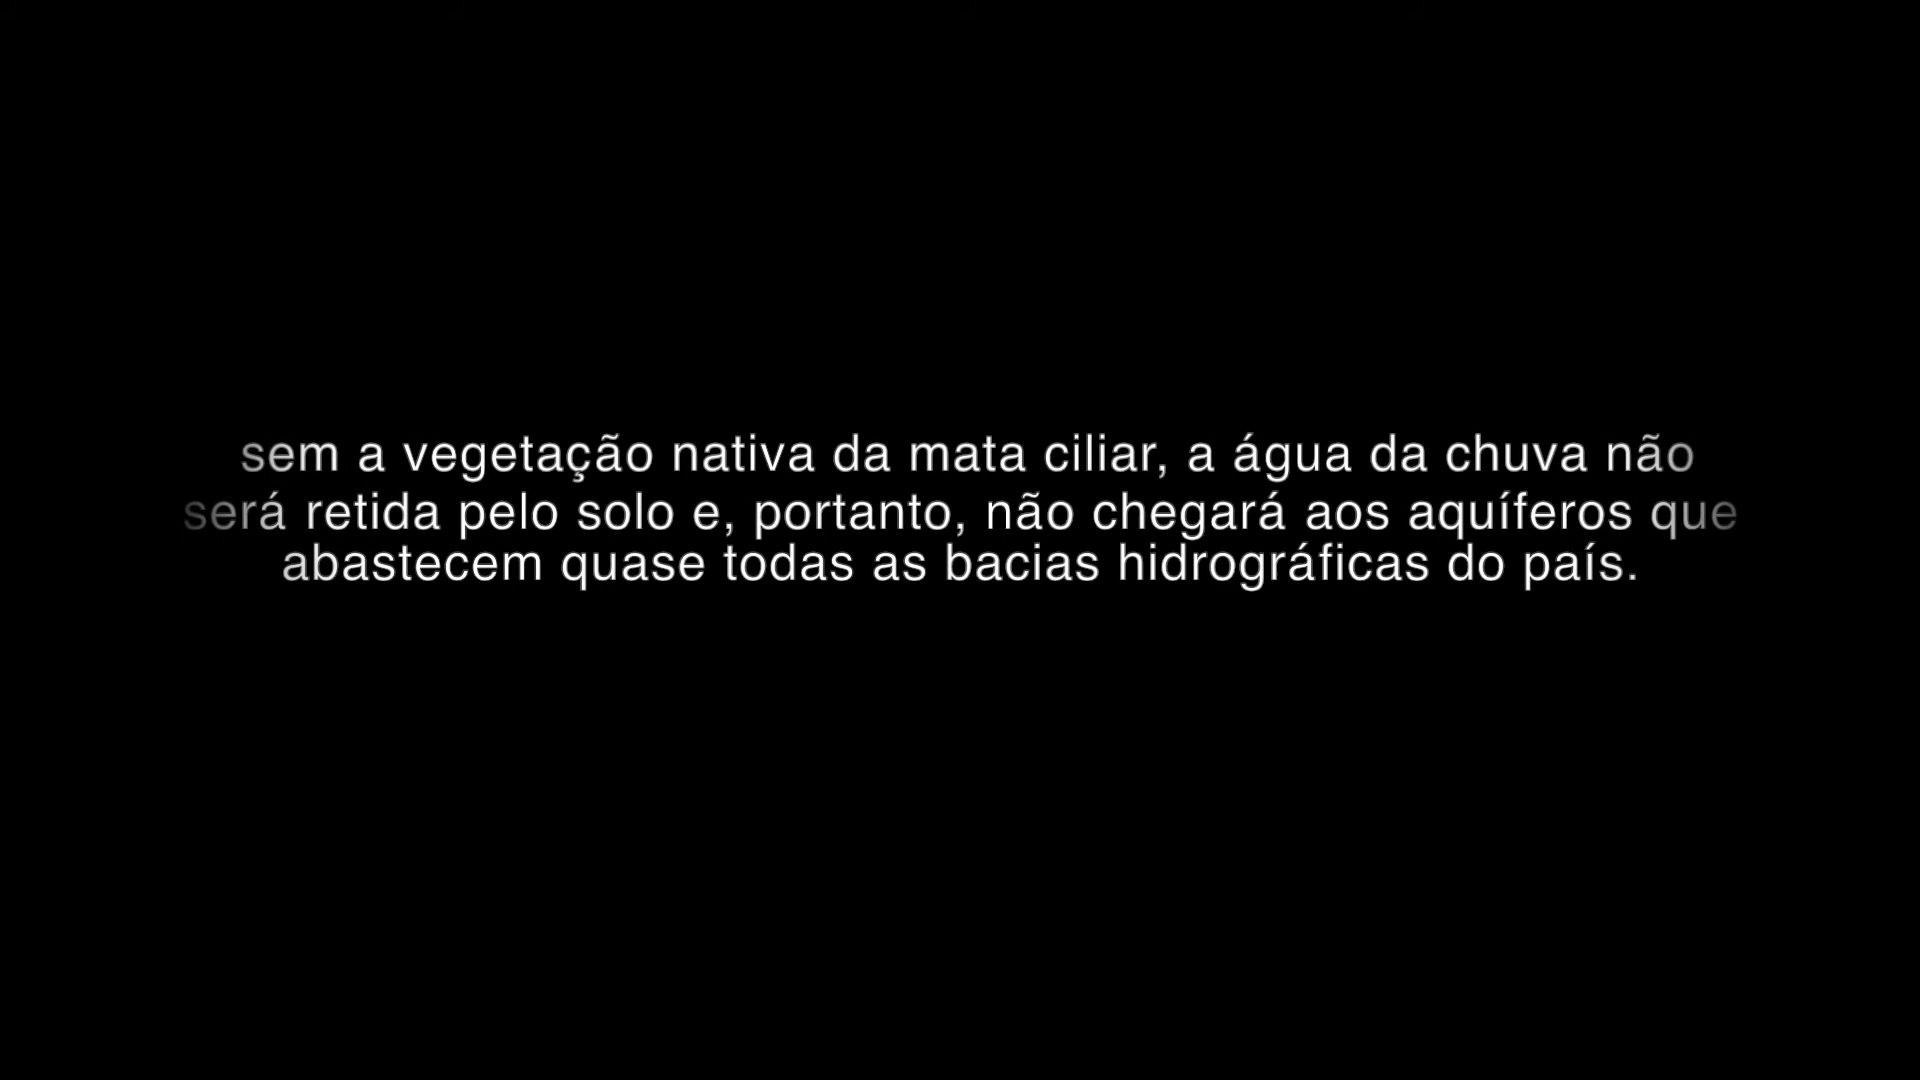 sem a vegetação nativa da mata ciliar, a água da chuva não
será retida pelo solo e, portanto, não chegará aos aquíferos que
abastecem quase todas as bacias hidrográficas do país.